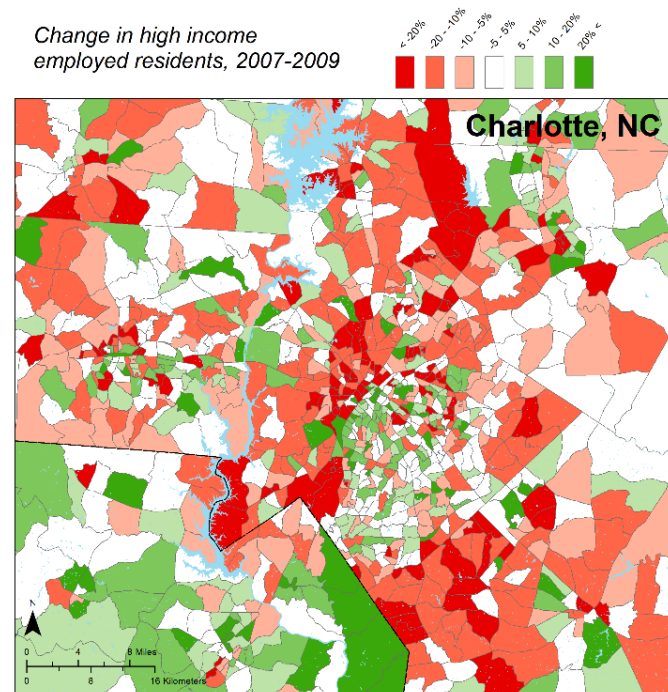 Change in high income
employed residents, 2007-2009
< -20%
-20 - -10%
-10 - -5%
-5 - 5%
5 - 10%
10 - 20%
20% <
Charlotte, NC
N
0 4 8 Miles
0 8 16 Kilometers